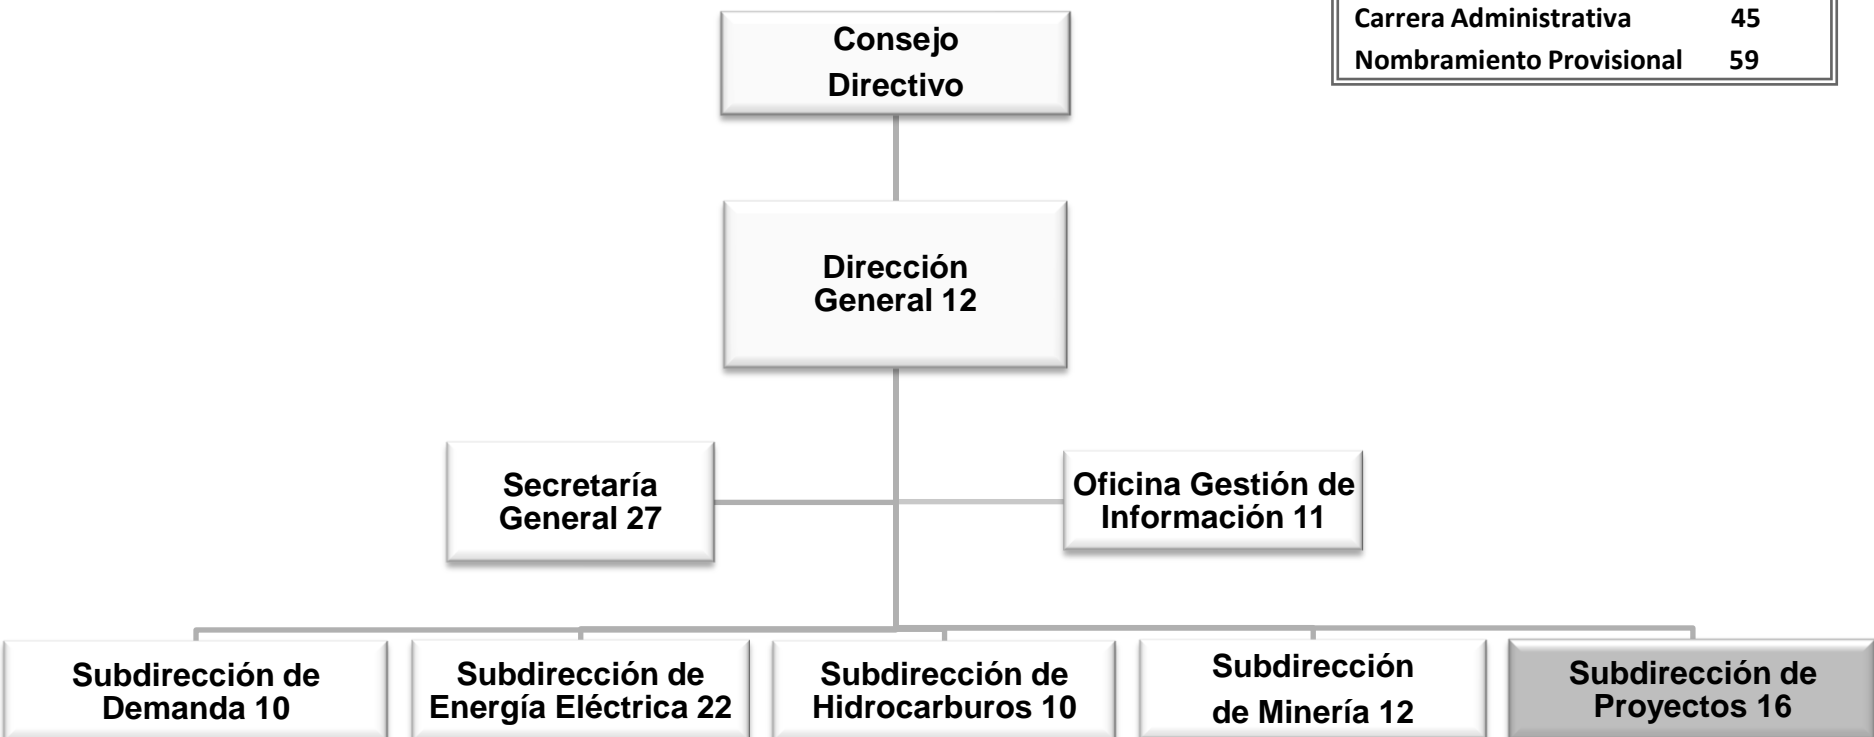 Carrera Administrativa 45
Nombramiento Provisional 59
Consejo
Directivo
Dirección
General 12
Secretaría
General 27
Oficina Gestión de
Información 11
Subdirección de
Demanda 10
Subdirección de
Energía Eléctrica 22
Subdirección de
Hidrocarburos 10
Subdirección
de Minería 12
Subdirección de
Proyectos 16